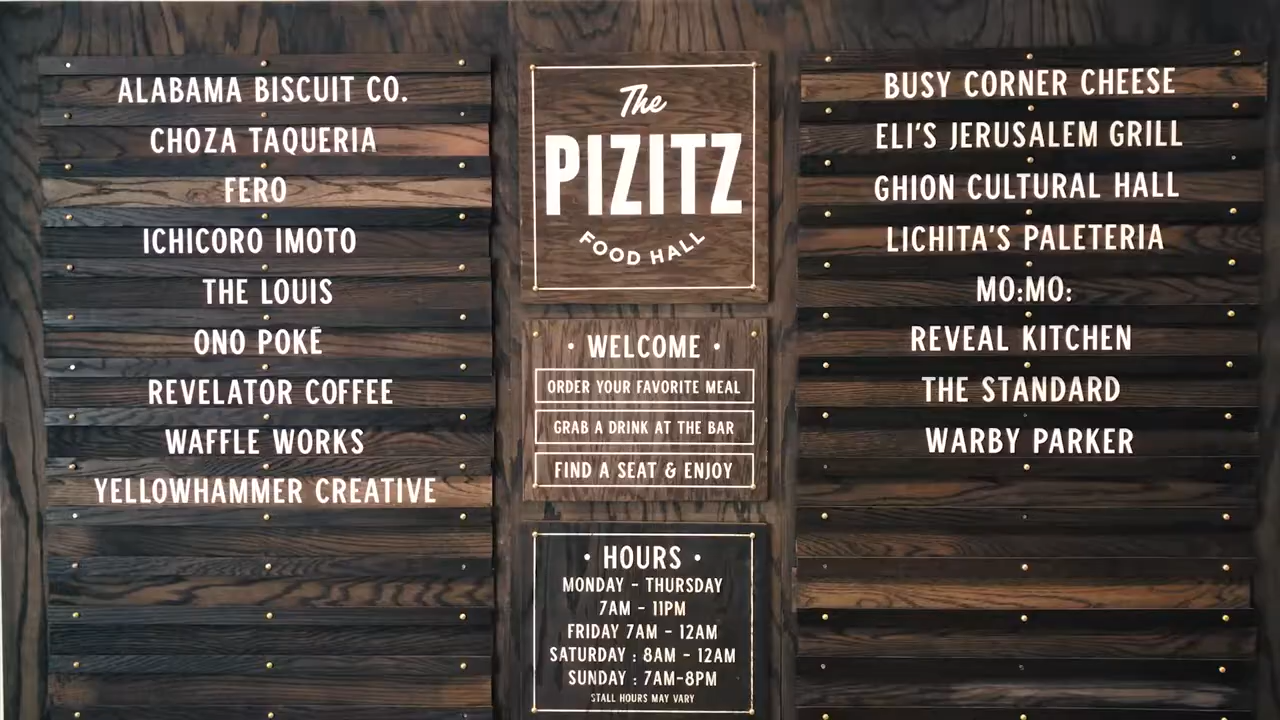 ALABAMA BISCUIT CO.
CHOZA TAQUERIA
FERO
ICHICORO IMOTO
THE LOUIS
ONO POKÉ
REVELATOR COFFEE
WAFFLE WORKS
YELLOWHAMMER CREATIVE
The
PIZITZ
FOOD HALL
• WELCOME •
ORDER YOUR FAVORITE MEAL
GRAB A DRINK AT THE BAR
FIND A SEAT & ENJOY
• HOURS •
MONDAY - THURSDAY
7AM - 11PM
FRIDAY 7AM - 12AM
SATURDAY : 8AM - 12AM
SUNDAY : 7AM-8PM
STALL HOURS MAY VARY
BUSY CORNER CHEESE
ELI'S JERUSALEM GRILL
GHION CULTURAL HALL
LICHITA'S PALETERIA
MO:MO:
REVEAL KITCHEN
THE STANDARD
WARBY PARKER